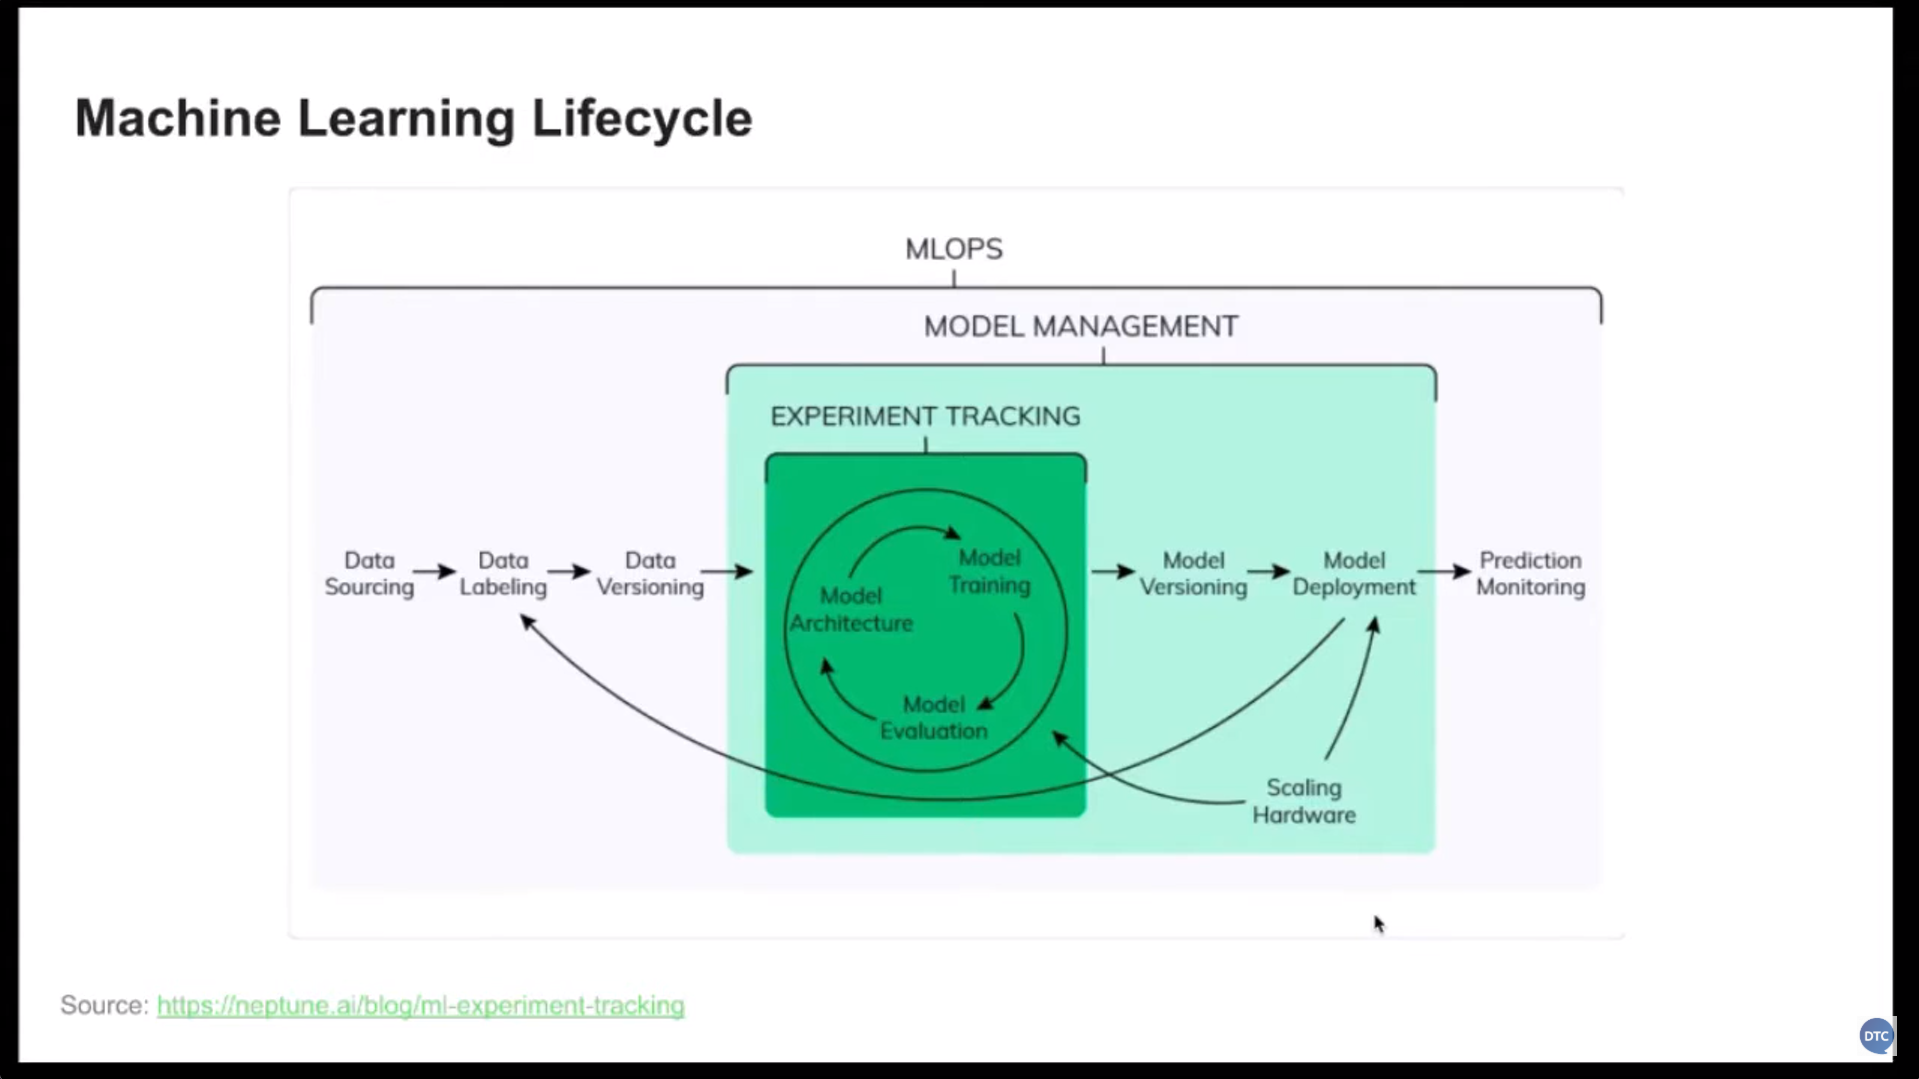 Machine Learning Lifecycle
MLOPS
MODEL MANAGEMENT
EXPERIMENT TRACKING
Data
Sourcing
Data
Labeling
Data
Versioning
Model
Architecture
Model
Training
Model
Evaluation
Model
Versioning
Model
Deployment
Prediction
Monitoring
Scaling
Hardware
Source: https://neptune.ai/blog/ml-experiment-tracking
DTC